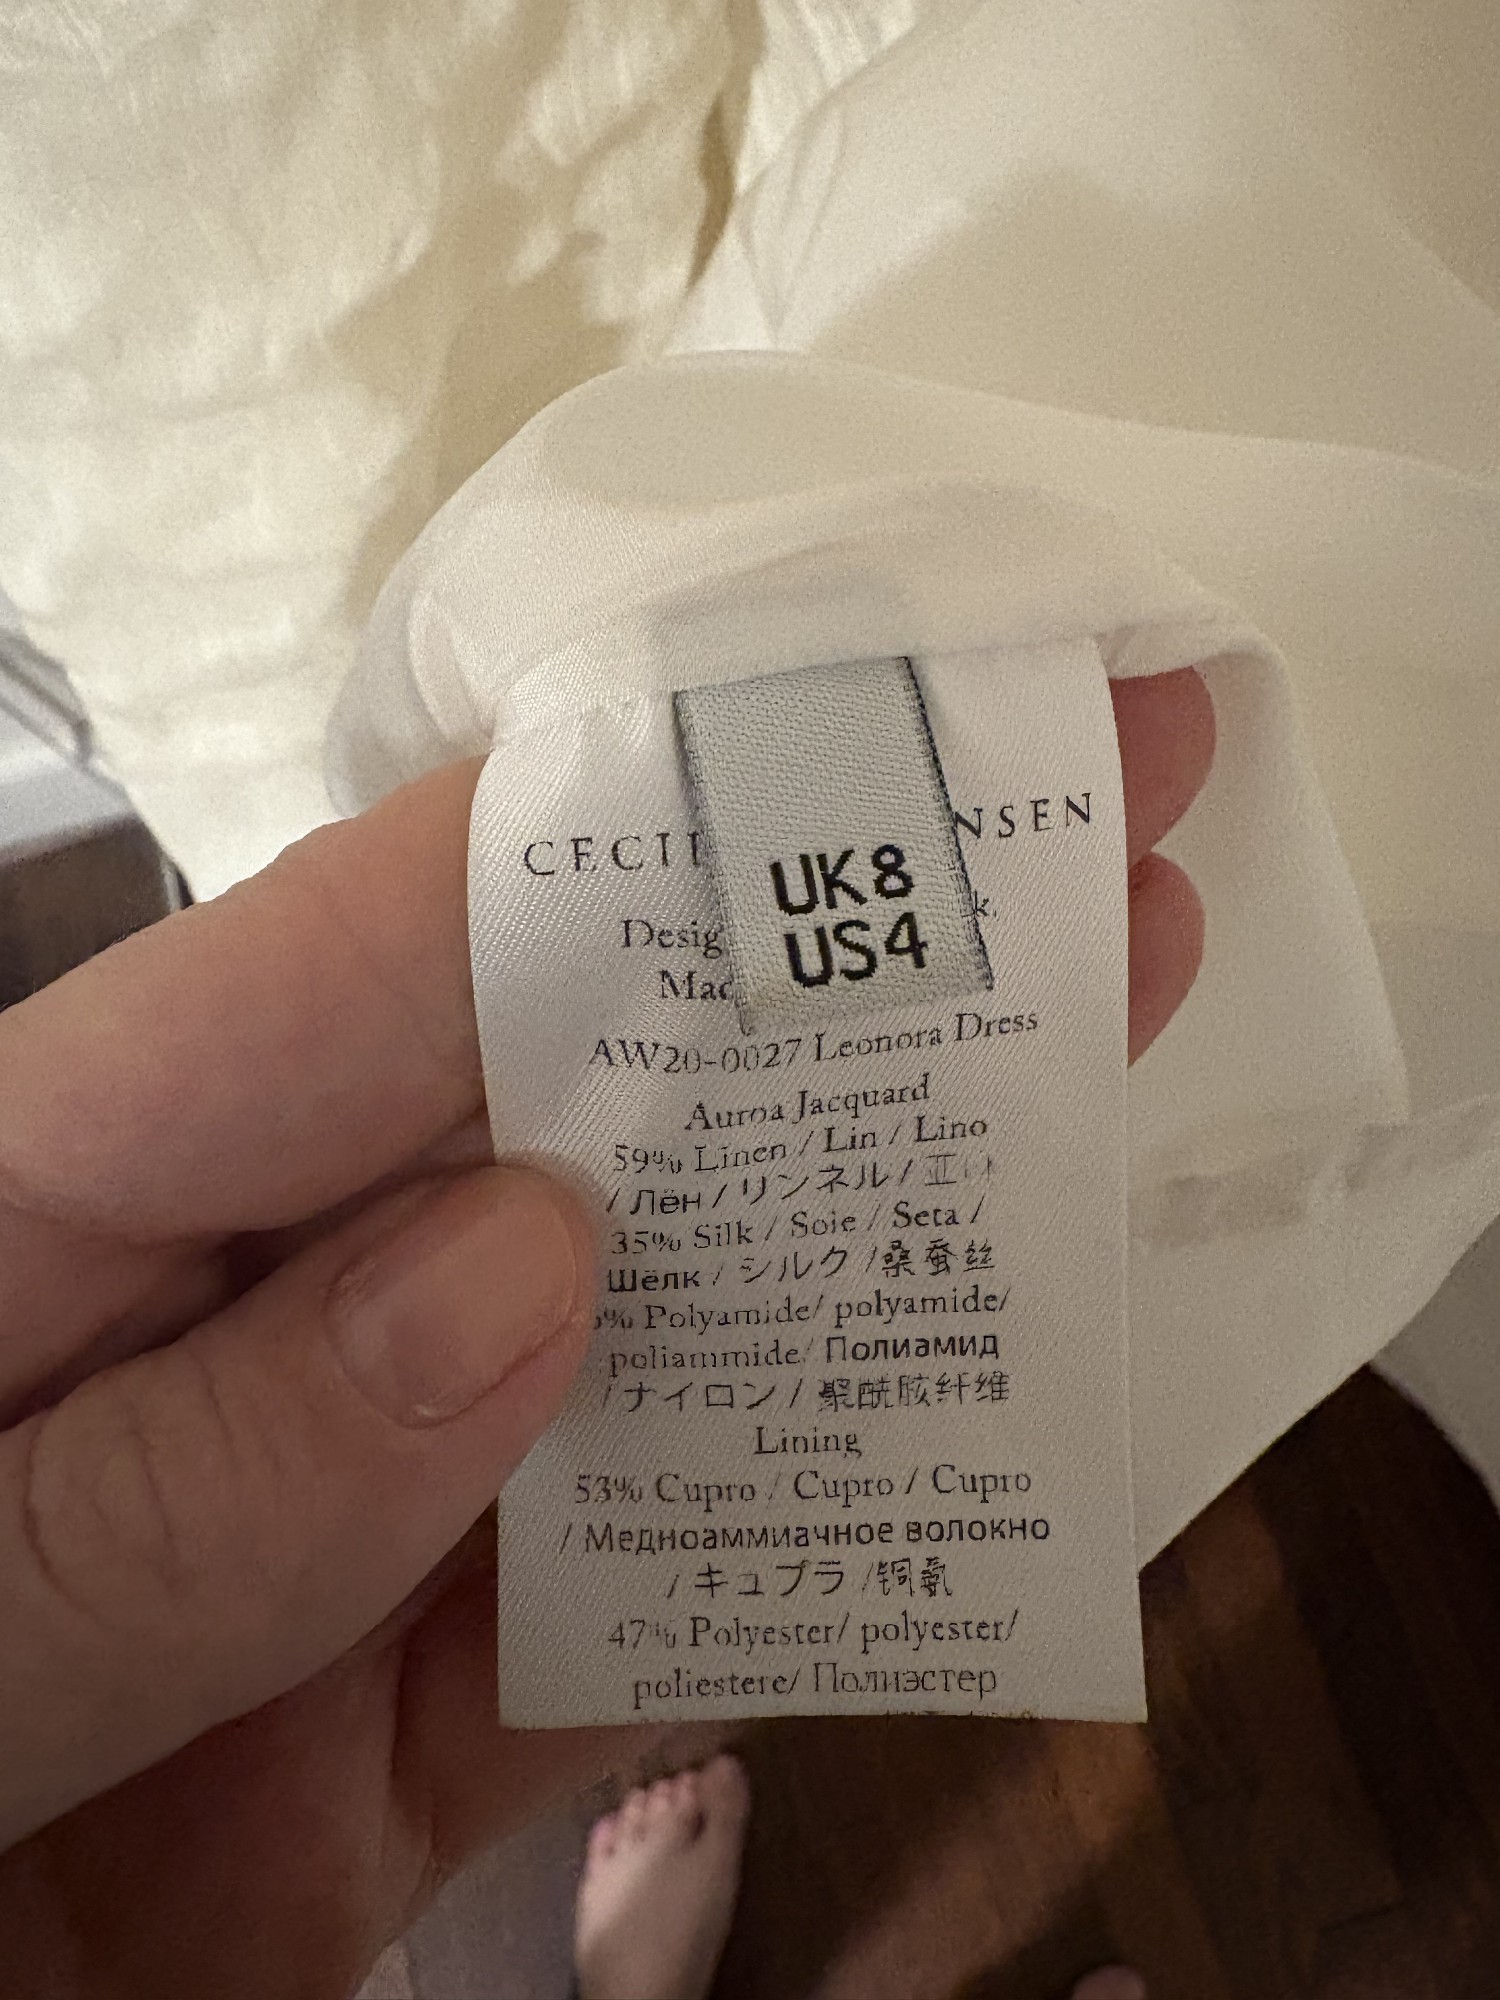 CECILI NSEN
UK8
US4
Desig k.
Mad
AW20-0027 Leonora Dress
Auroa Jacquard
59% Linen / Lin / Lino
/ Лён / リンネル / 亚
35% Silk / Soie / Seta /
Шёлк / シルク /桑蚕丝
% Polyamide/ polyamide/
poliammide/ Полиамид
/ ナイロン / 聚酰胺纤维
Lining
53% Cupro / Cupro / Cupro
/ Медноаммиачное волокно
/ キュプラ /铜氨
47% Polyester/ polyester/
poliestere/ Полиэстер